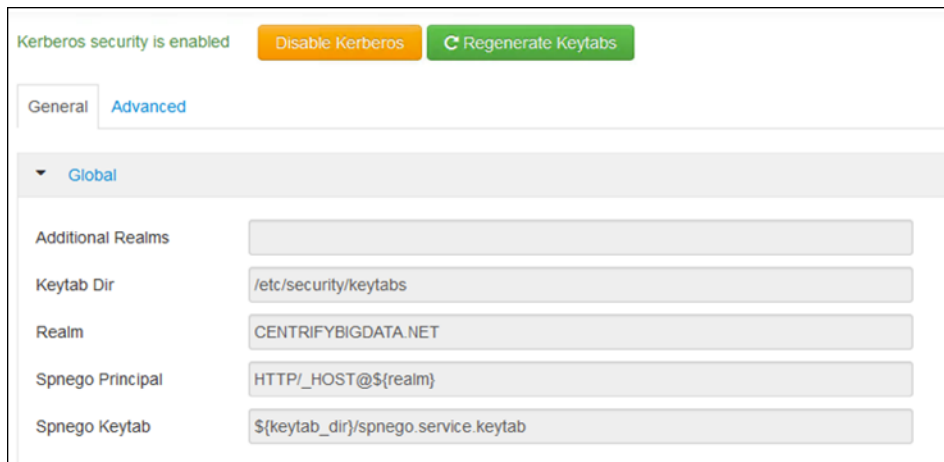 Kerberos security is enabled Disable Kerberos Regenerate Keytabs
General Advanced
Global
Additional Realms
Keytab Dir /etc/security/keytabs
Realm CENTRIFYBIGDATA.NET
Spnego Principal HTTP/_HOST@${realm}
Spnego Keytab ${keytab_dir}/spnego.service.keytab